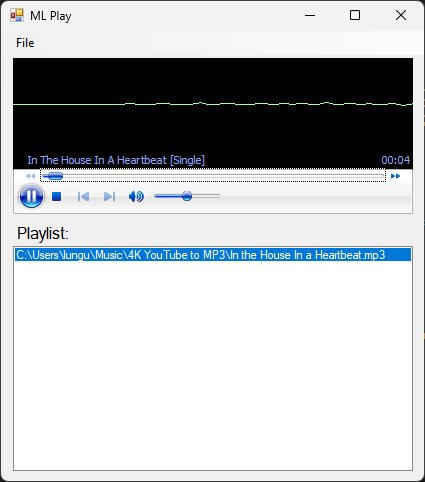 ML Play
File
In The House In A Heartbeat [Single] 00:04
Playlist:
C:\Users\lungu\Music\4K YouTube to MP3\In the House In a Heartbeat.mp3